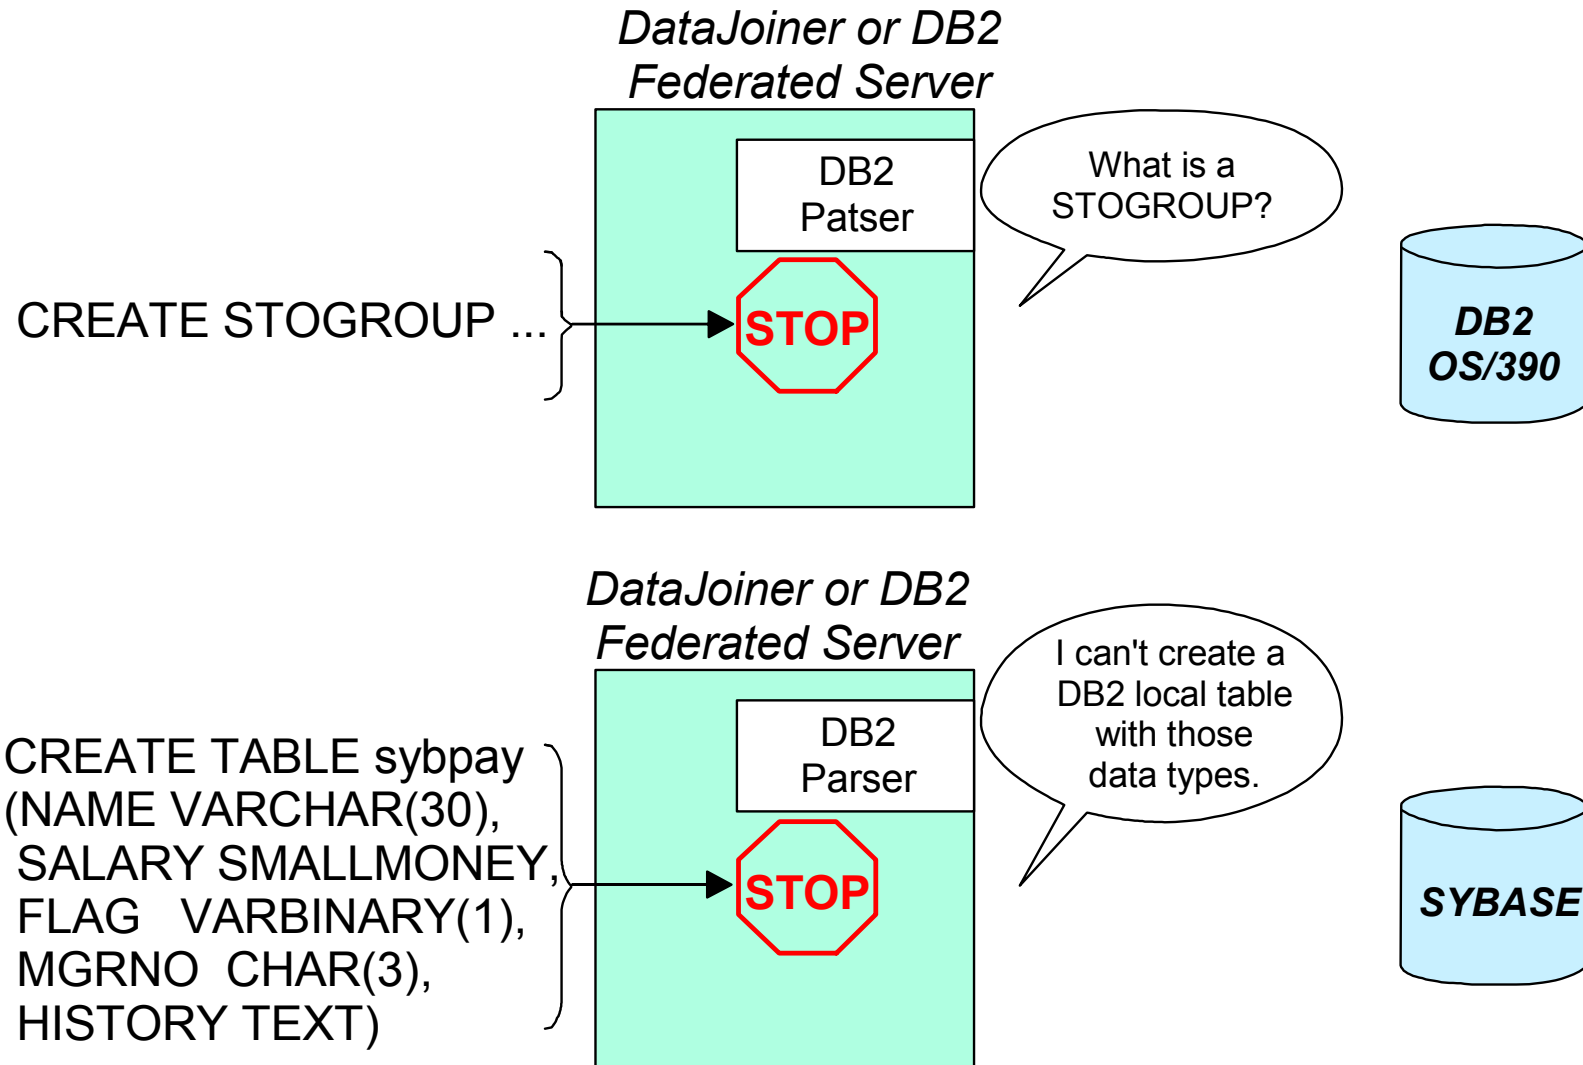 DataJoiner or DB2
Federated Server
DB2
Patser
What is a
STOGROUP?
CREATE STOGROUP ...
STOP
DB2
OS/390
DataJoiner or DB2
Federated Server
DB2
Parser
I can't create a
DB2 local table
with those
data types.
CREATE TABLE sybpay
(NAME VARCHAR(30),
SALARY SMALLMONEY,
FLAG VARBINARY(1),
MGRNO CHAR(3),
HISTORY TEXT)
STOP
SYBASE